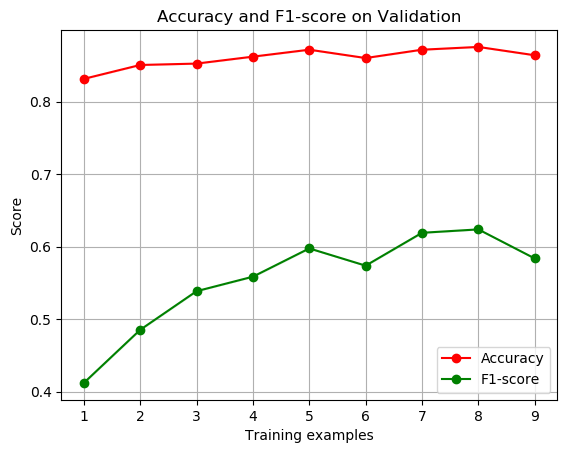 Accuracy and F1-score on Validation
Score
0.8
0.7
0.6
0.5
0.4
Accuracy
F1-score
1 2 3 4 5 6 7 8 9
Training examples